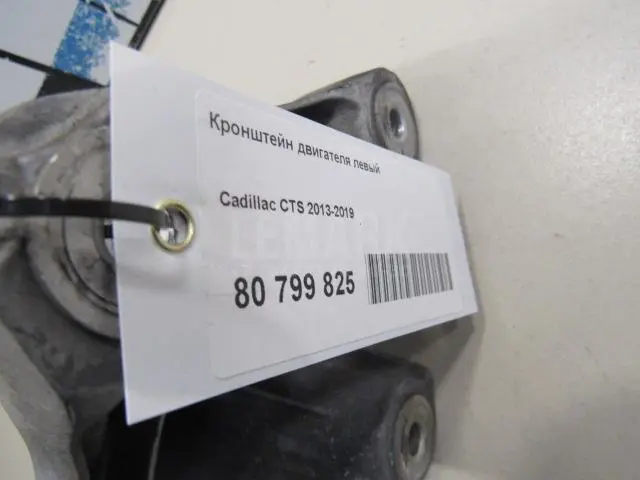 Кронштейн двигателя левый
Cadillac CTS 2013-2019
80 799 825